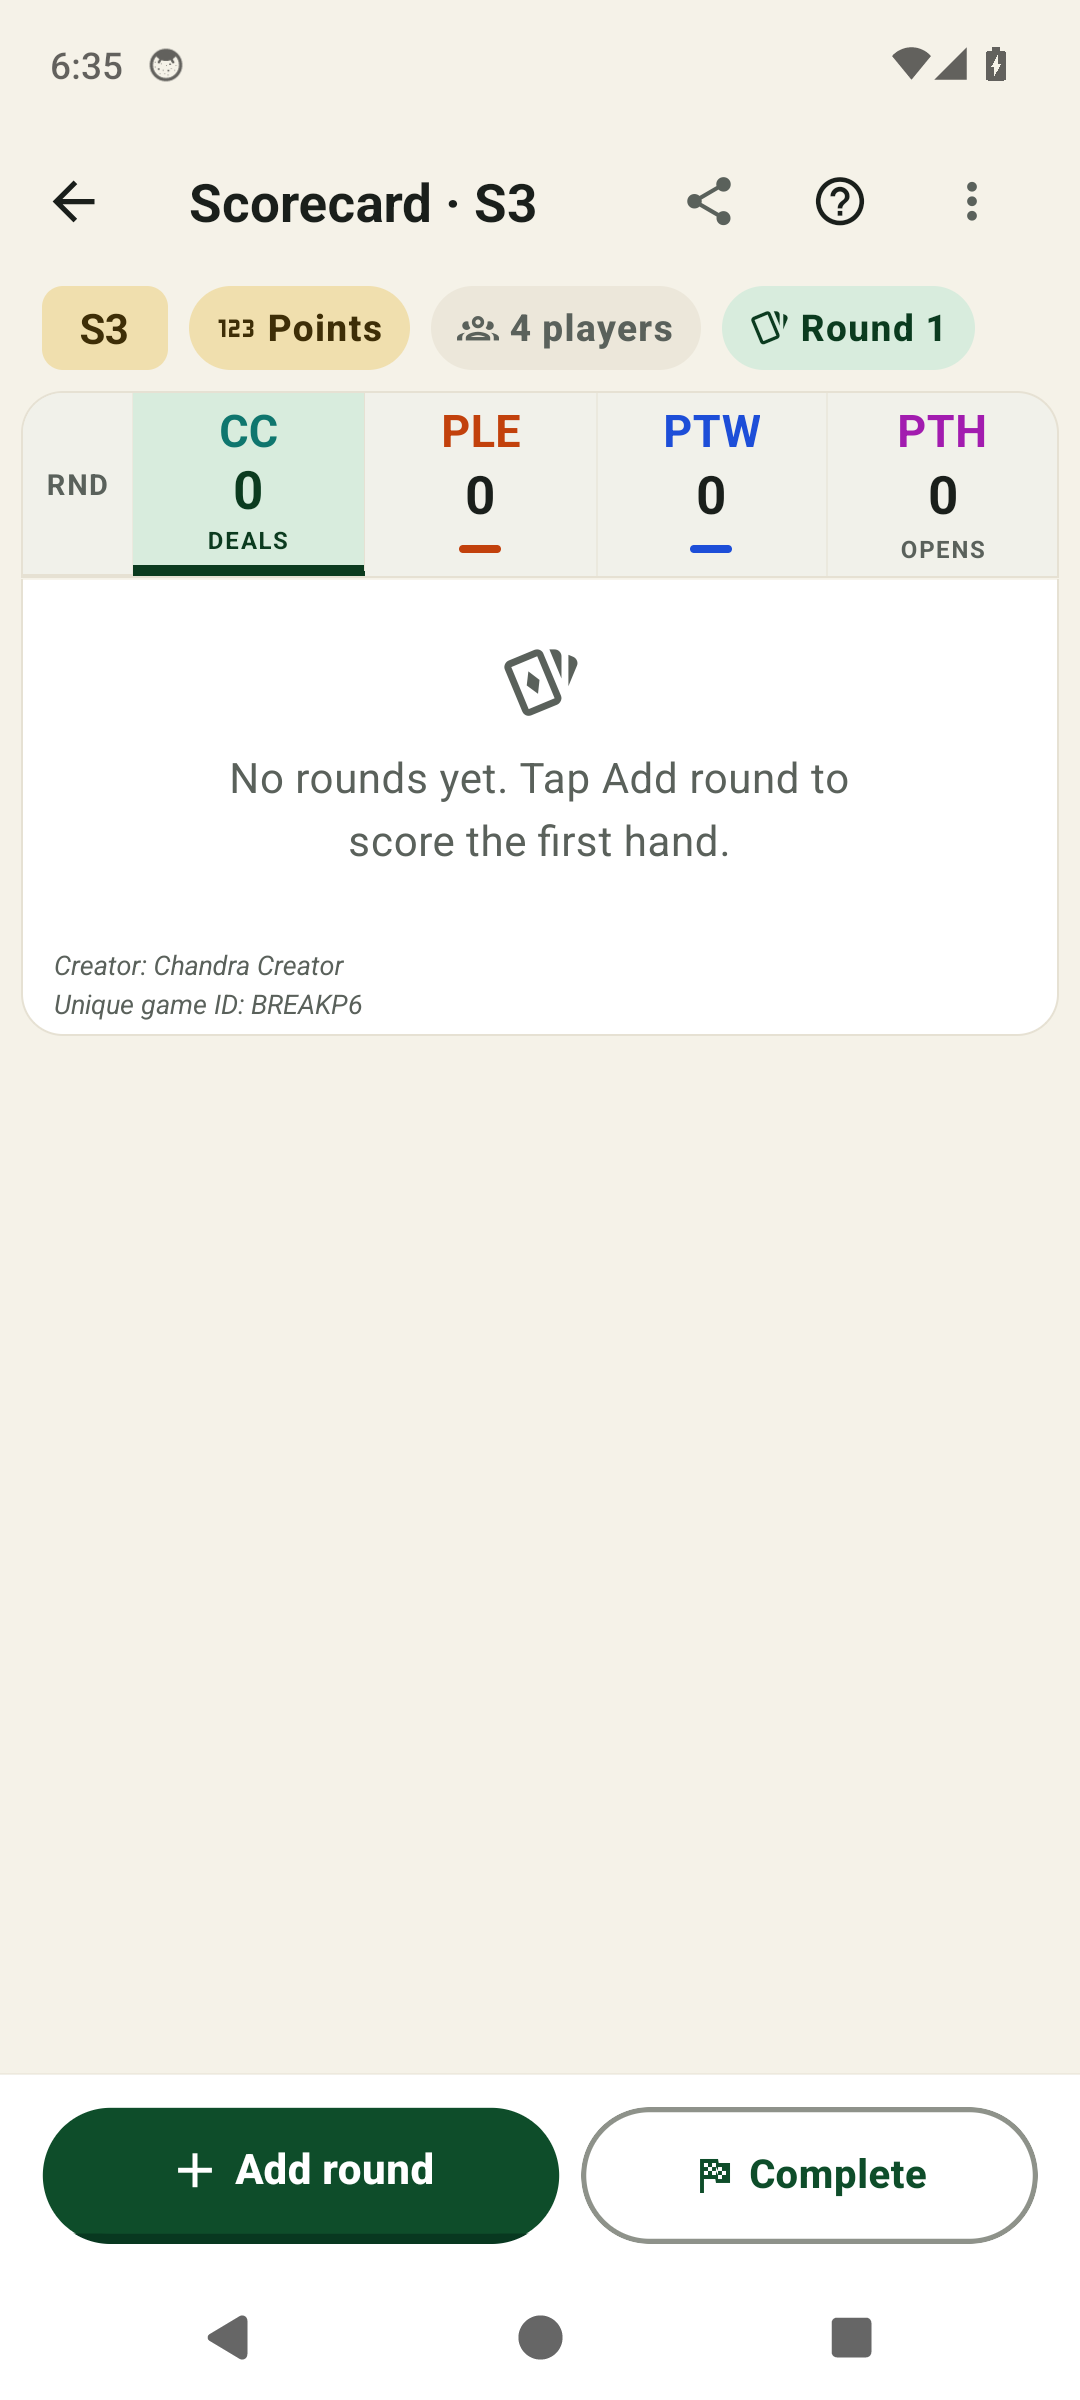 6:35
Scorecard · S3
S3
123 Points
4 players
Round 1
RND
CC
0
DEALS
PLE
0
PTW
0
PTH
0
OPENS
No rounds yet. Tap Add round to
score the first hand.
Creator: Chandra Creator
Unique game ID: BREAKP6
Add round
Complete